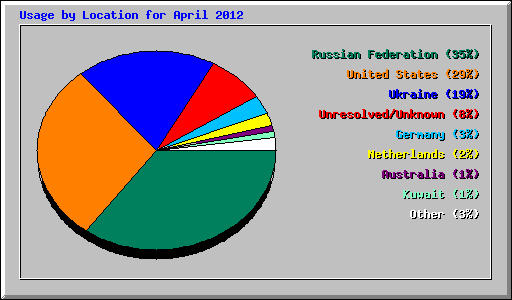 Usage by Location for April 2012
Russian Federation (35%)
United States (29%)
Ukraine (19%)
Unresolved/Unknown (8%)
Germany (3%)
Netherlands (2%)
Australia (1%)
Kuwait (1%)
Other (3%)